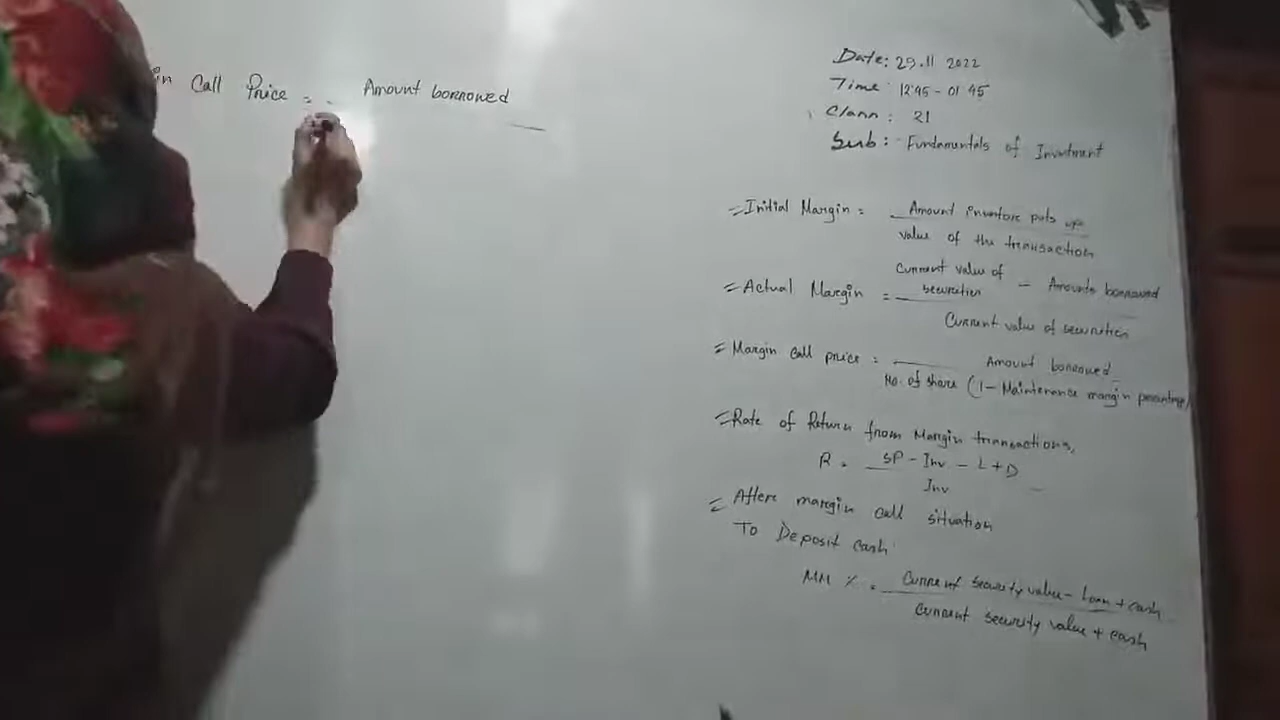 in Call Price = Amount borrowed
Date: 29.11 2022
Time: 12:45 - 01 45
Class: 21
Sub: Fundamentals of Investment
= Initial Margin = Amount investors puts up
value of the transaction
= Actual Margin = Current value of securities - Amounts borrowed
Current value of securities
= Margin call price = Amount borrowed
No. of share (1 - Maintenance margin percentage)
= Rate of Return from Margin transactions,
R = SP - Inv - L + D
Inv
= After margin call situation
To Deposit cash
MM % = Current security value - Loan + cash
Current security value + cash